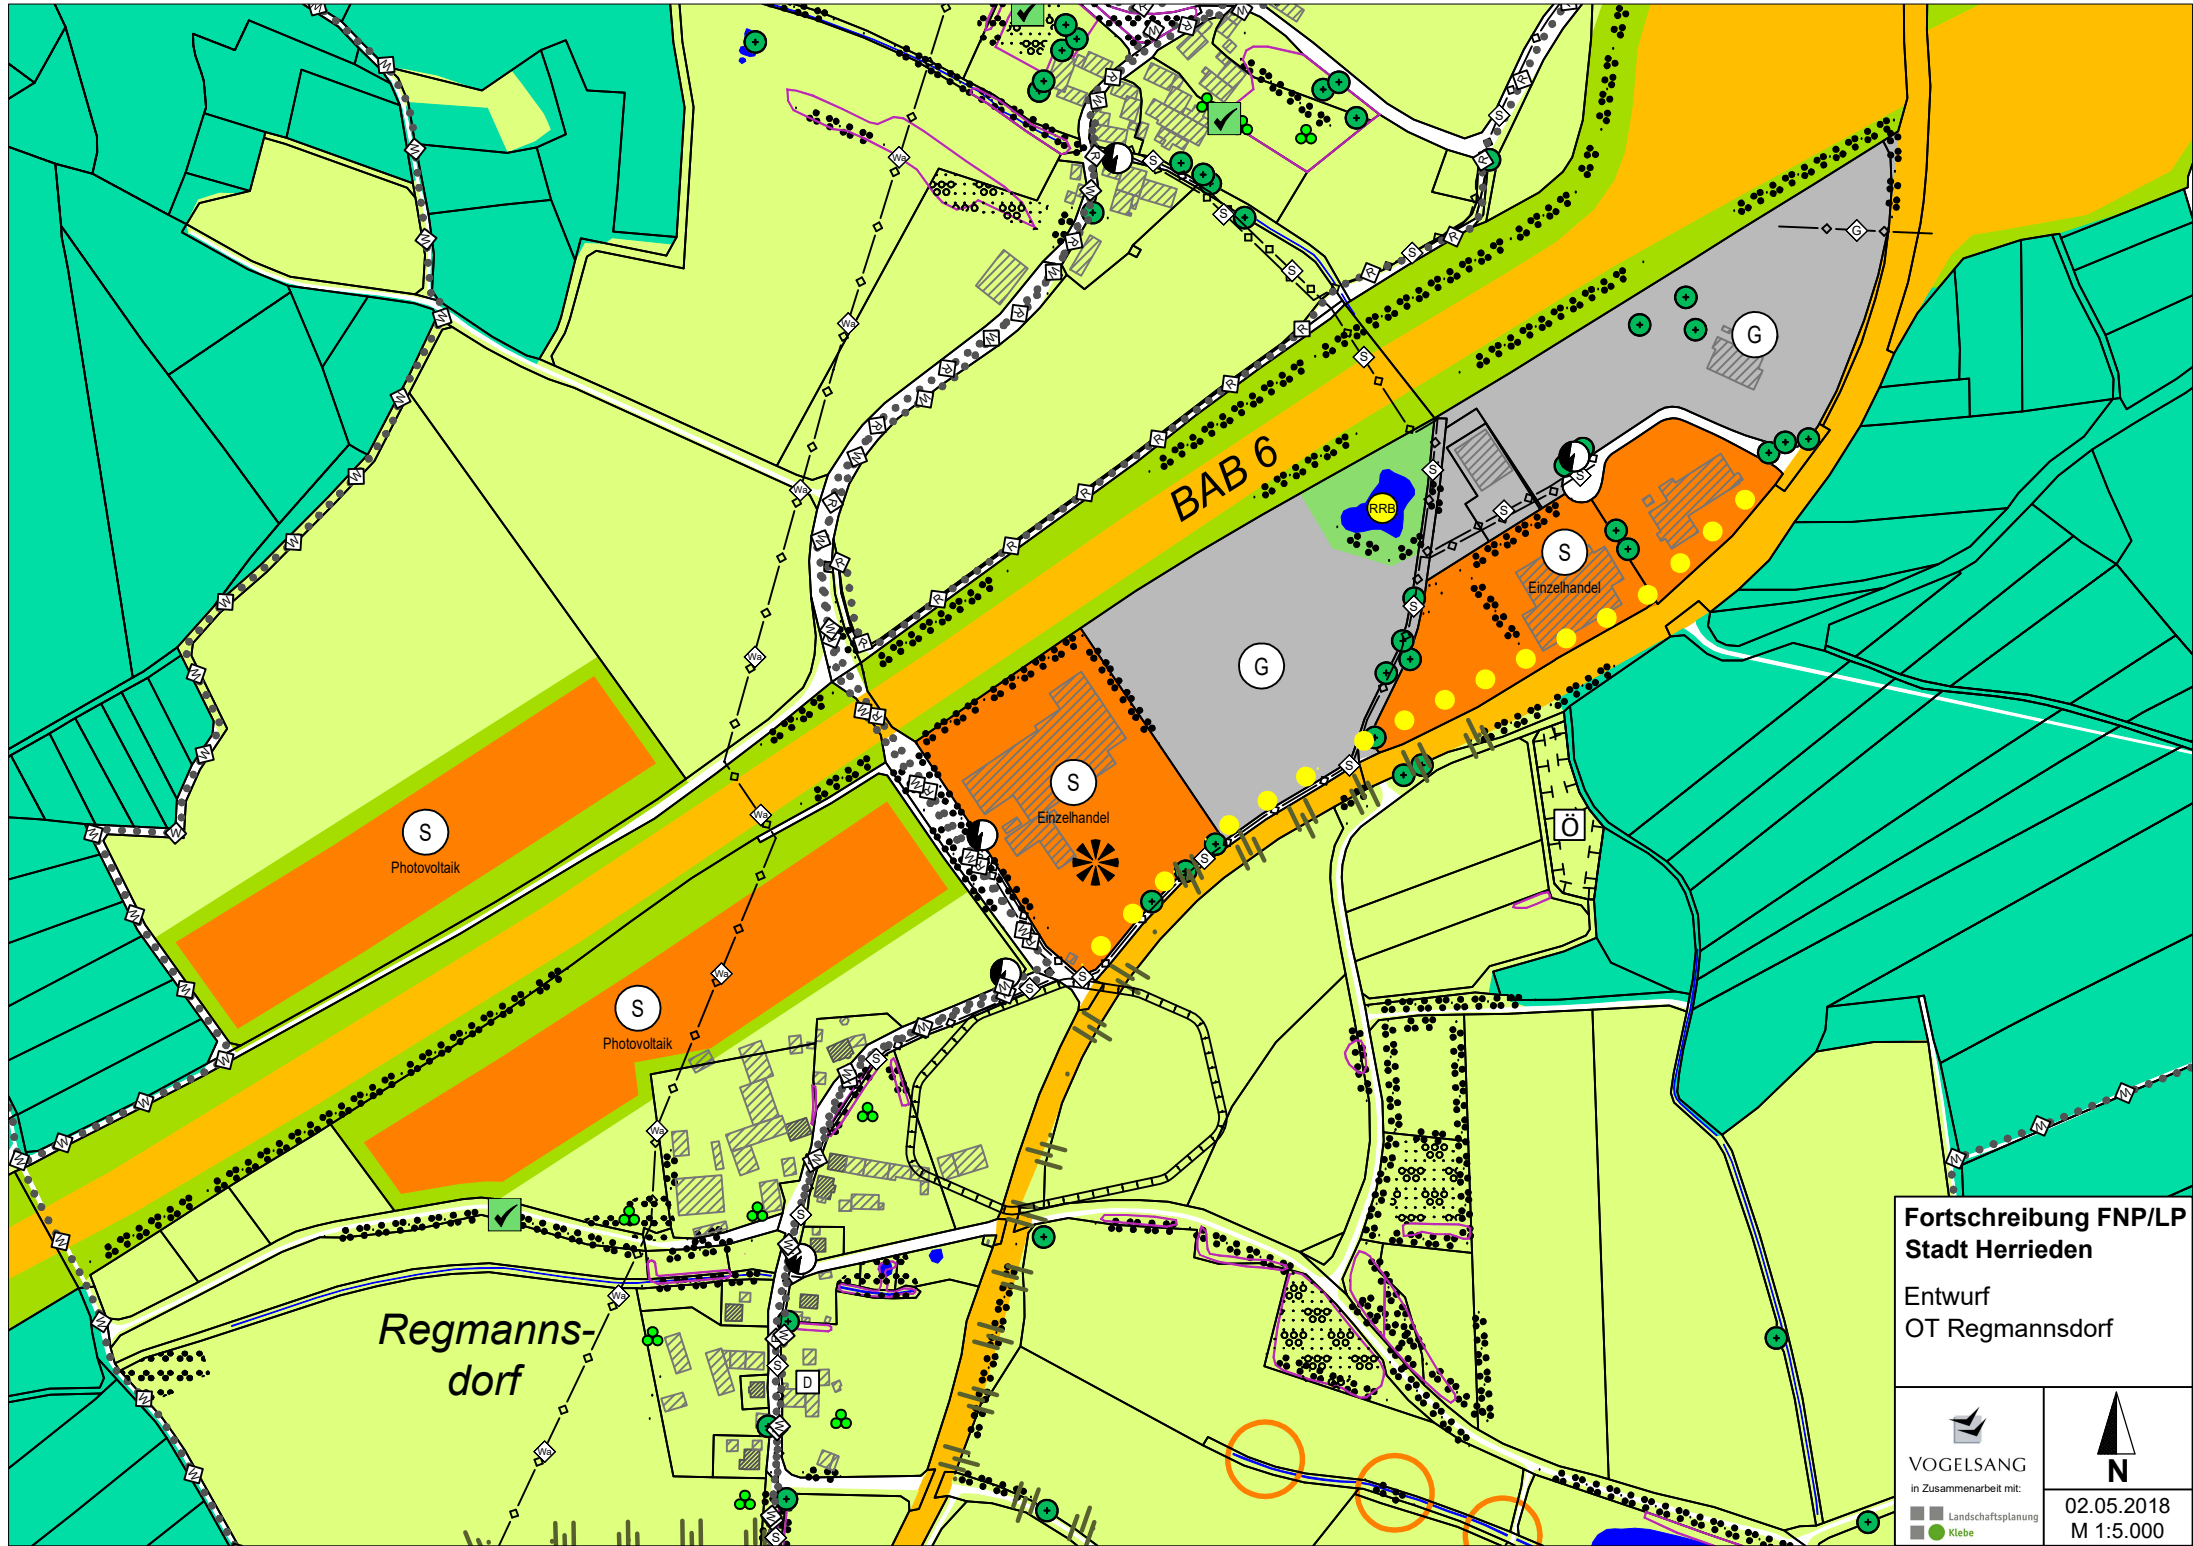 BAB 6
G
RRB
S
Einzelhandel
G
S
Einzelhandel
S
Photovoltaik
S
Photovoltaik
Ö
Regmanns-
dorf
D
Fortschreibung FNP/LP
Stadt Herrieden
Entwurf
OT Regmannsdorf
VOGELSANG
in Zusammenarbeit mit:
Landschaftsplanung
Klebe
N
02.05.2018
M 1:5.000